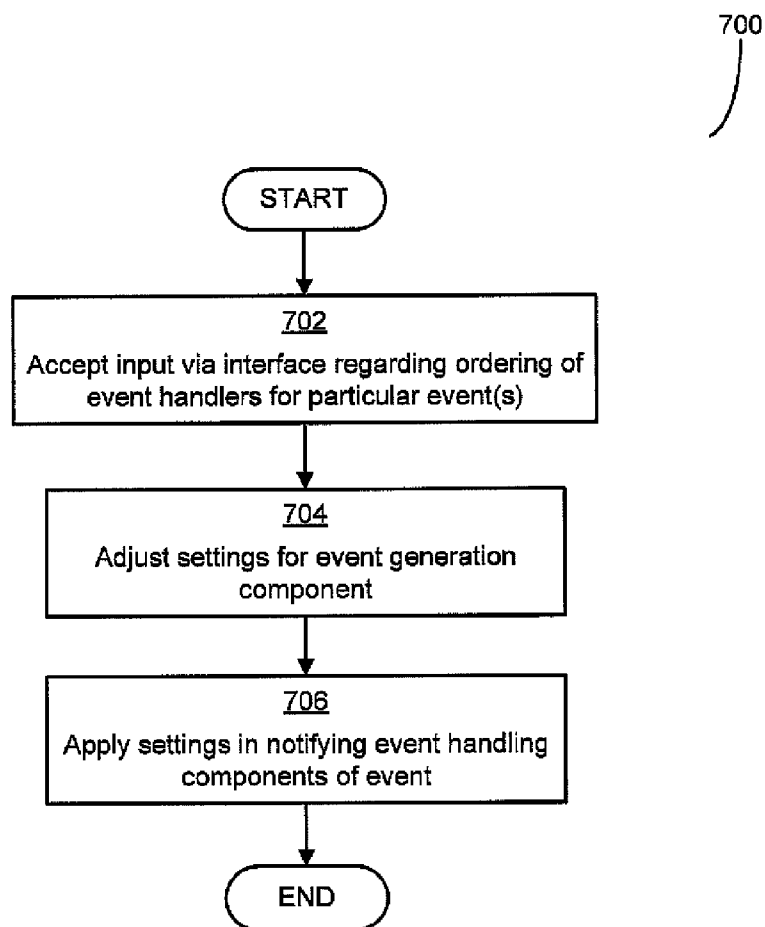 700
START
702
Accept input via interface regarding ordering of
event handlers for particular event(s)
704
Adjust settings for event generation
component
706
Apply settings in notifying event handling
components of event
END